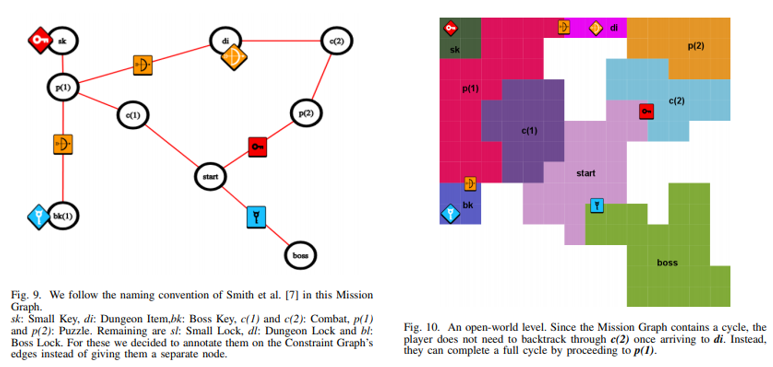 sk
di
c(2)
p(1)
c(1)
p(2)
start
bk(1)
boss
Fig. 9. We follow the naming convention of Smith et al. [7] in this Mission
Graph.
sk: Small Key, di: Dungeon Item,bk: Boss Key, c(1) and c(2): Combat, p(1)
and p(2): Puzzle. Remaining are sl: Small Lock, dl: Dungeon Lock and bl:
Boss Lock. For these we decided to annotate them on the Constraint Graph's
edges instead of giving them a separate node.
di
sk
p(2)
p(1)
c(2)
c(1)
start
bk
boss
Fig. 10. An open-world level. Since the Mission Graph contains a cycle, the
player does not need to backtrack through c(2) once arriving to di. Instead,
they can complete a full cycle by proceeding to p(1).